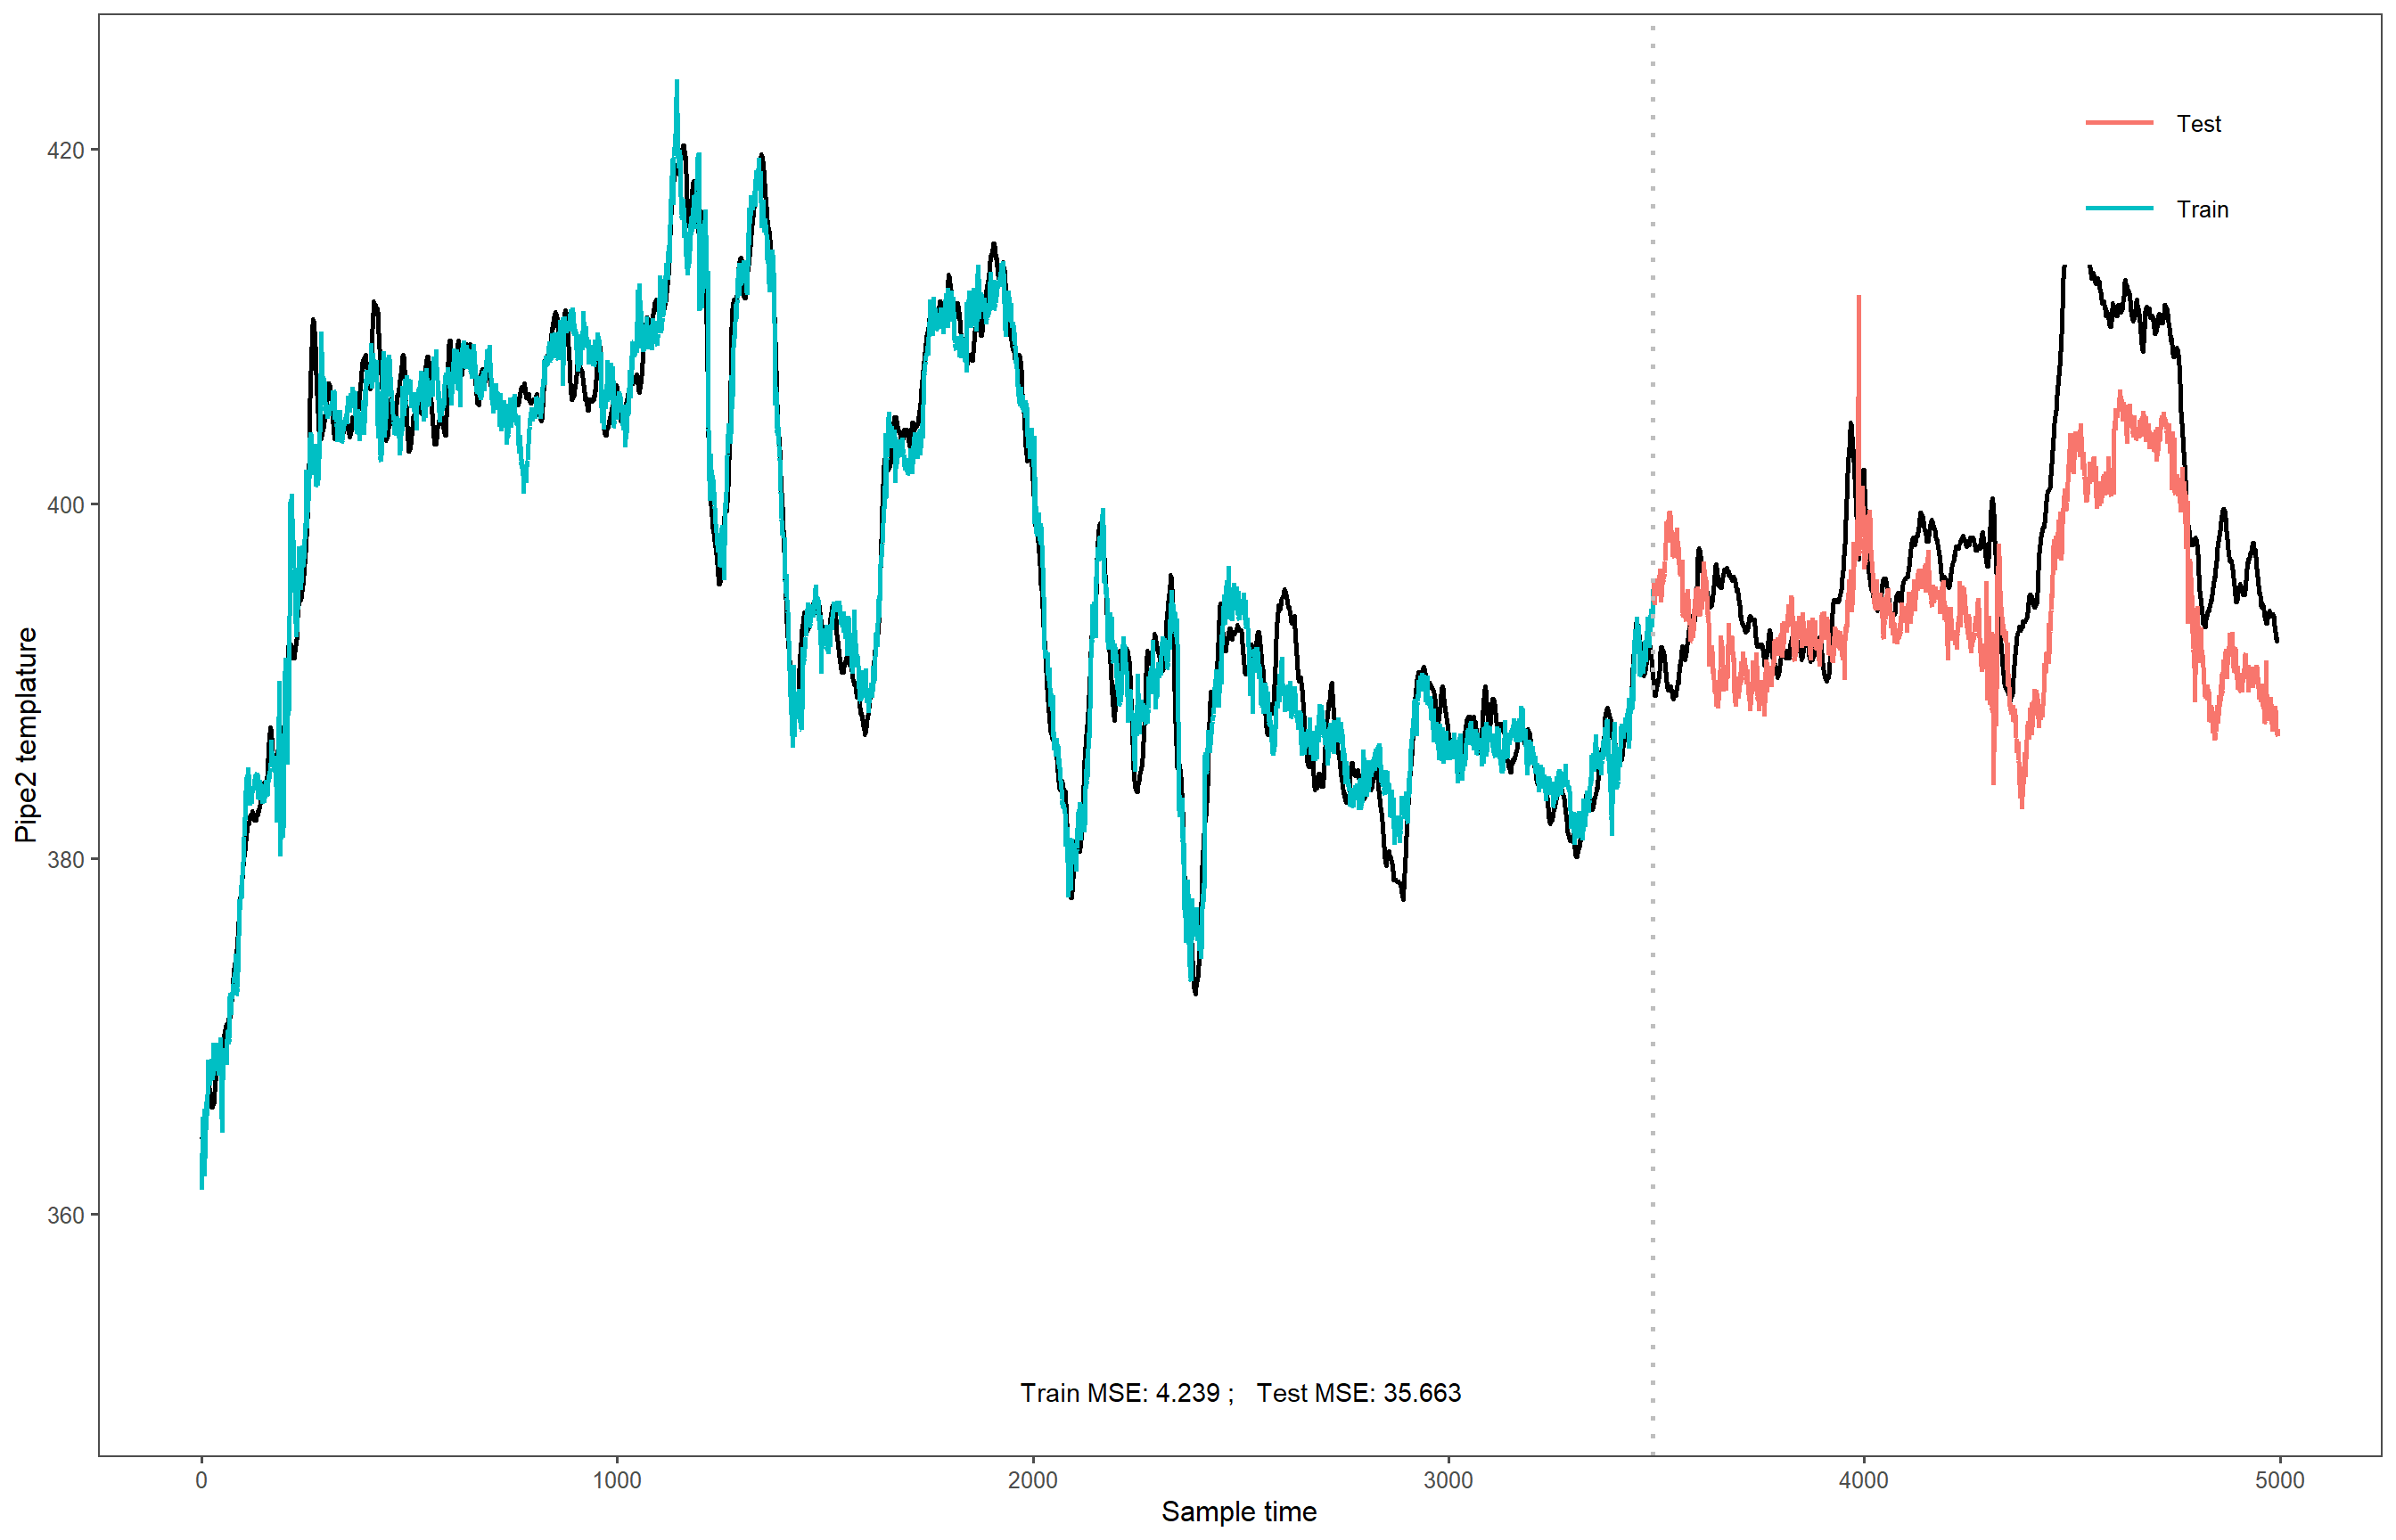 Test
Train
420
400
380
360
Pipe2 templature
Train MSE: 4.239 ;   Test MSE: 35.663
0 1000 2000 3000 4000 5000
Sample time